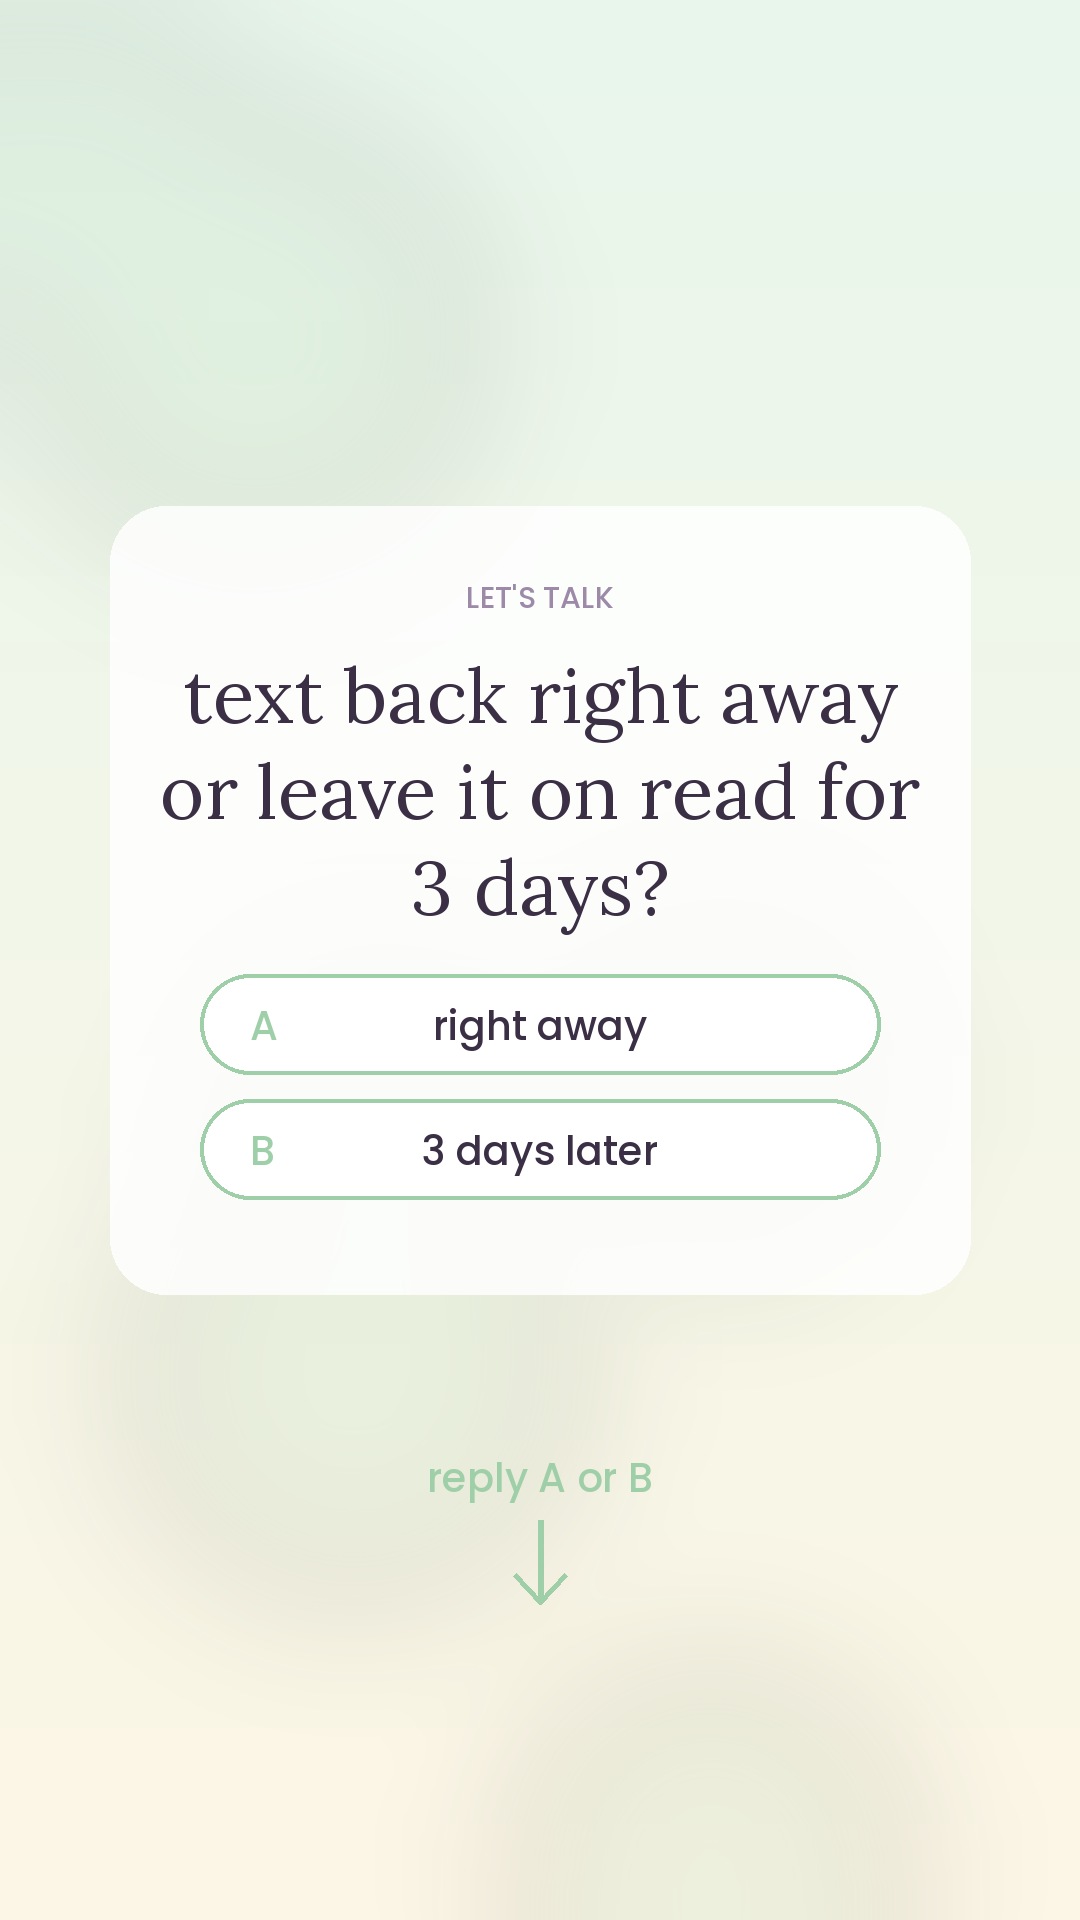 LET'S TALK
text back right away
or leave it on read for
3 days?
A right away
B 3 days later
reply A or B